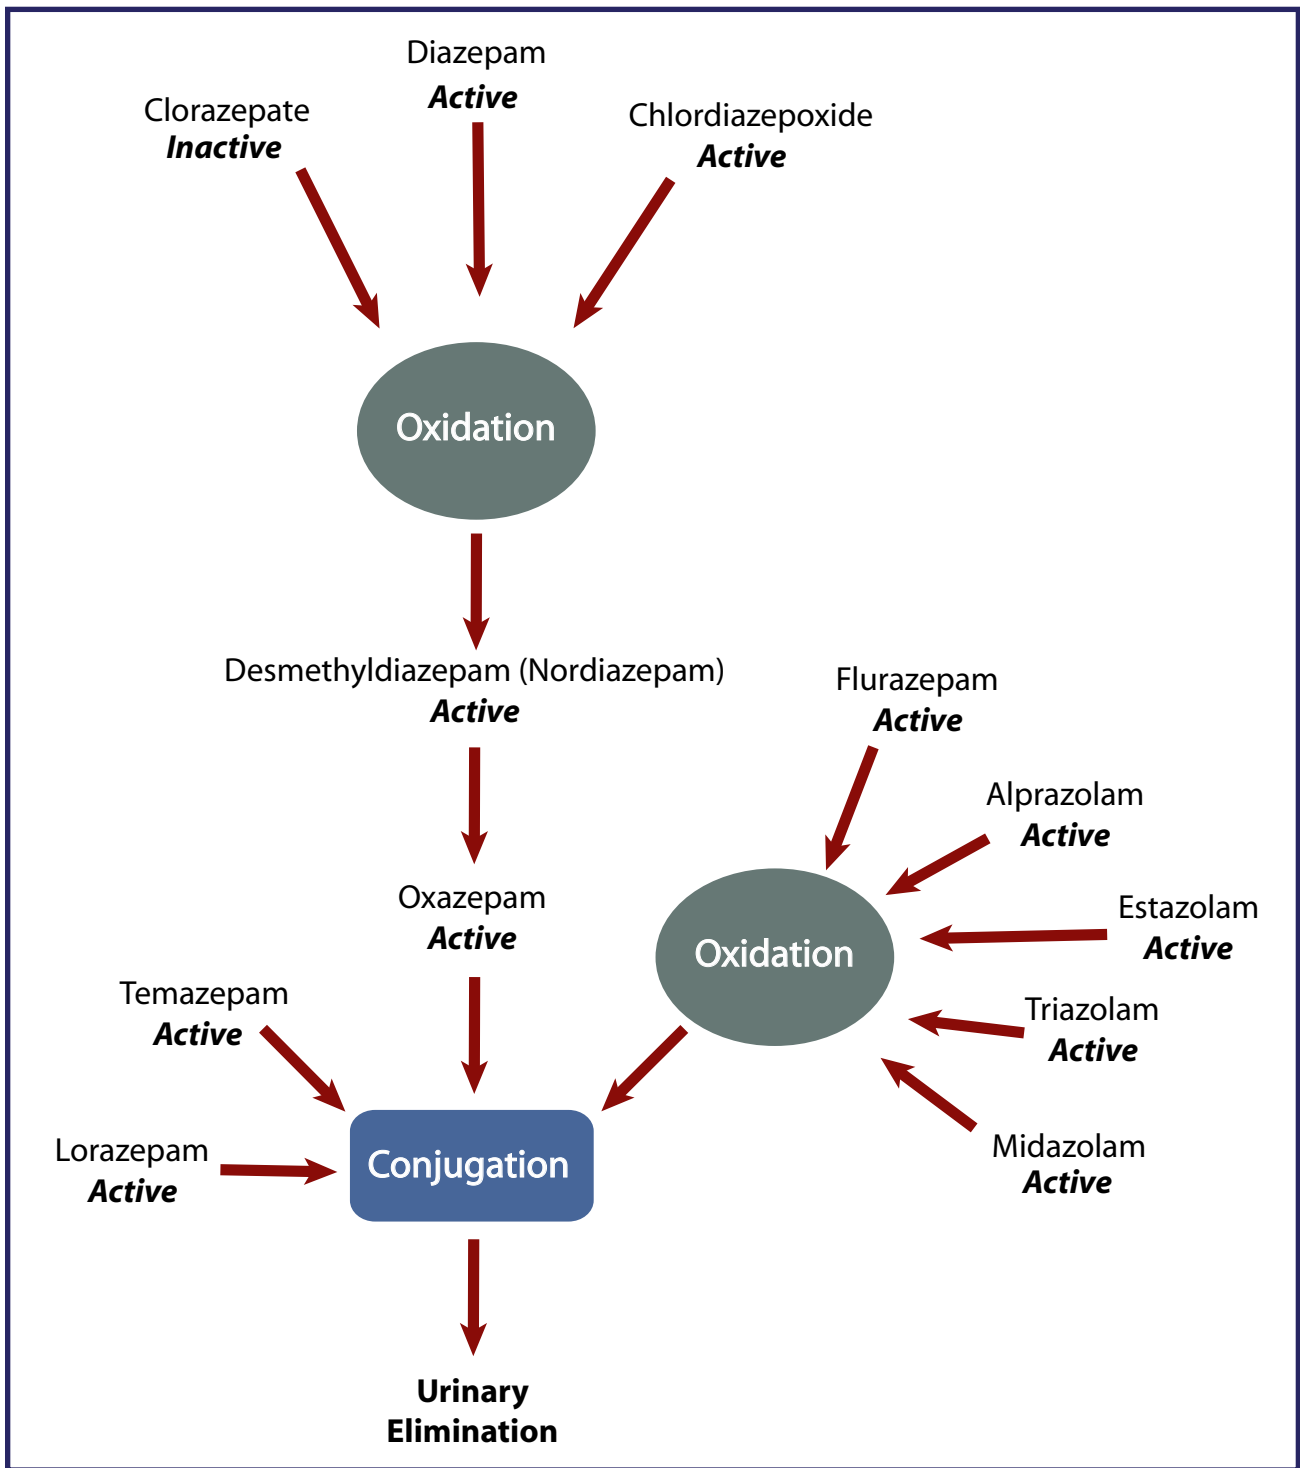 Diazepam
Active
Clorazepate
Inactive
Chlordiazepoxide
Active
Oxidation
Desmethyldiazepam (Nordiazepam)
Active
Flurazepam
Active
Alprazolam
Active
Oxazepam
Active
Estazolam
Active
Oxidation
Temazepam
Active
Triazolam
Active
Lorazepam
Active
Conjugation
Midazolam
Active
Urinary
Elimination